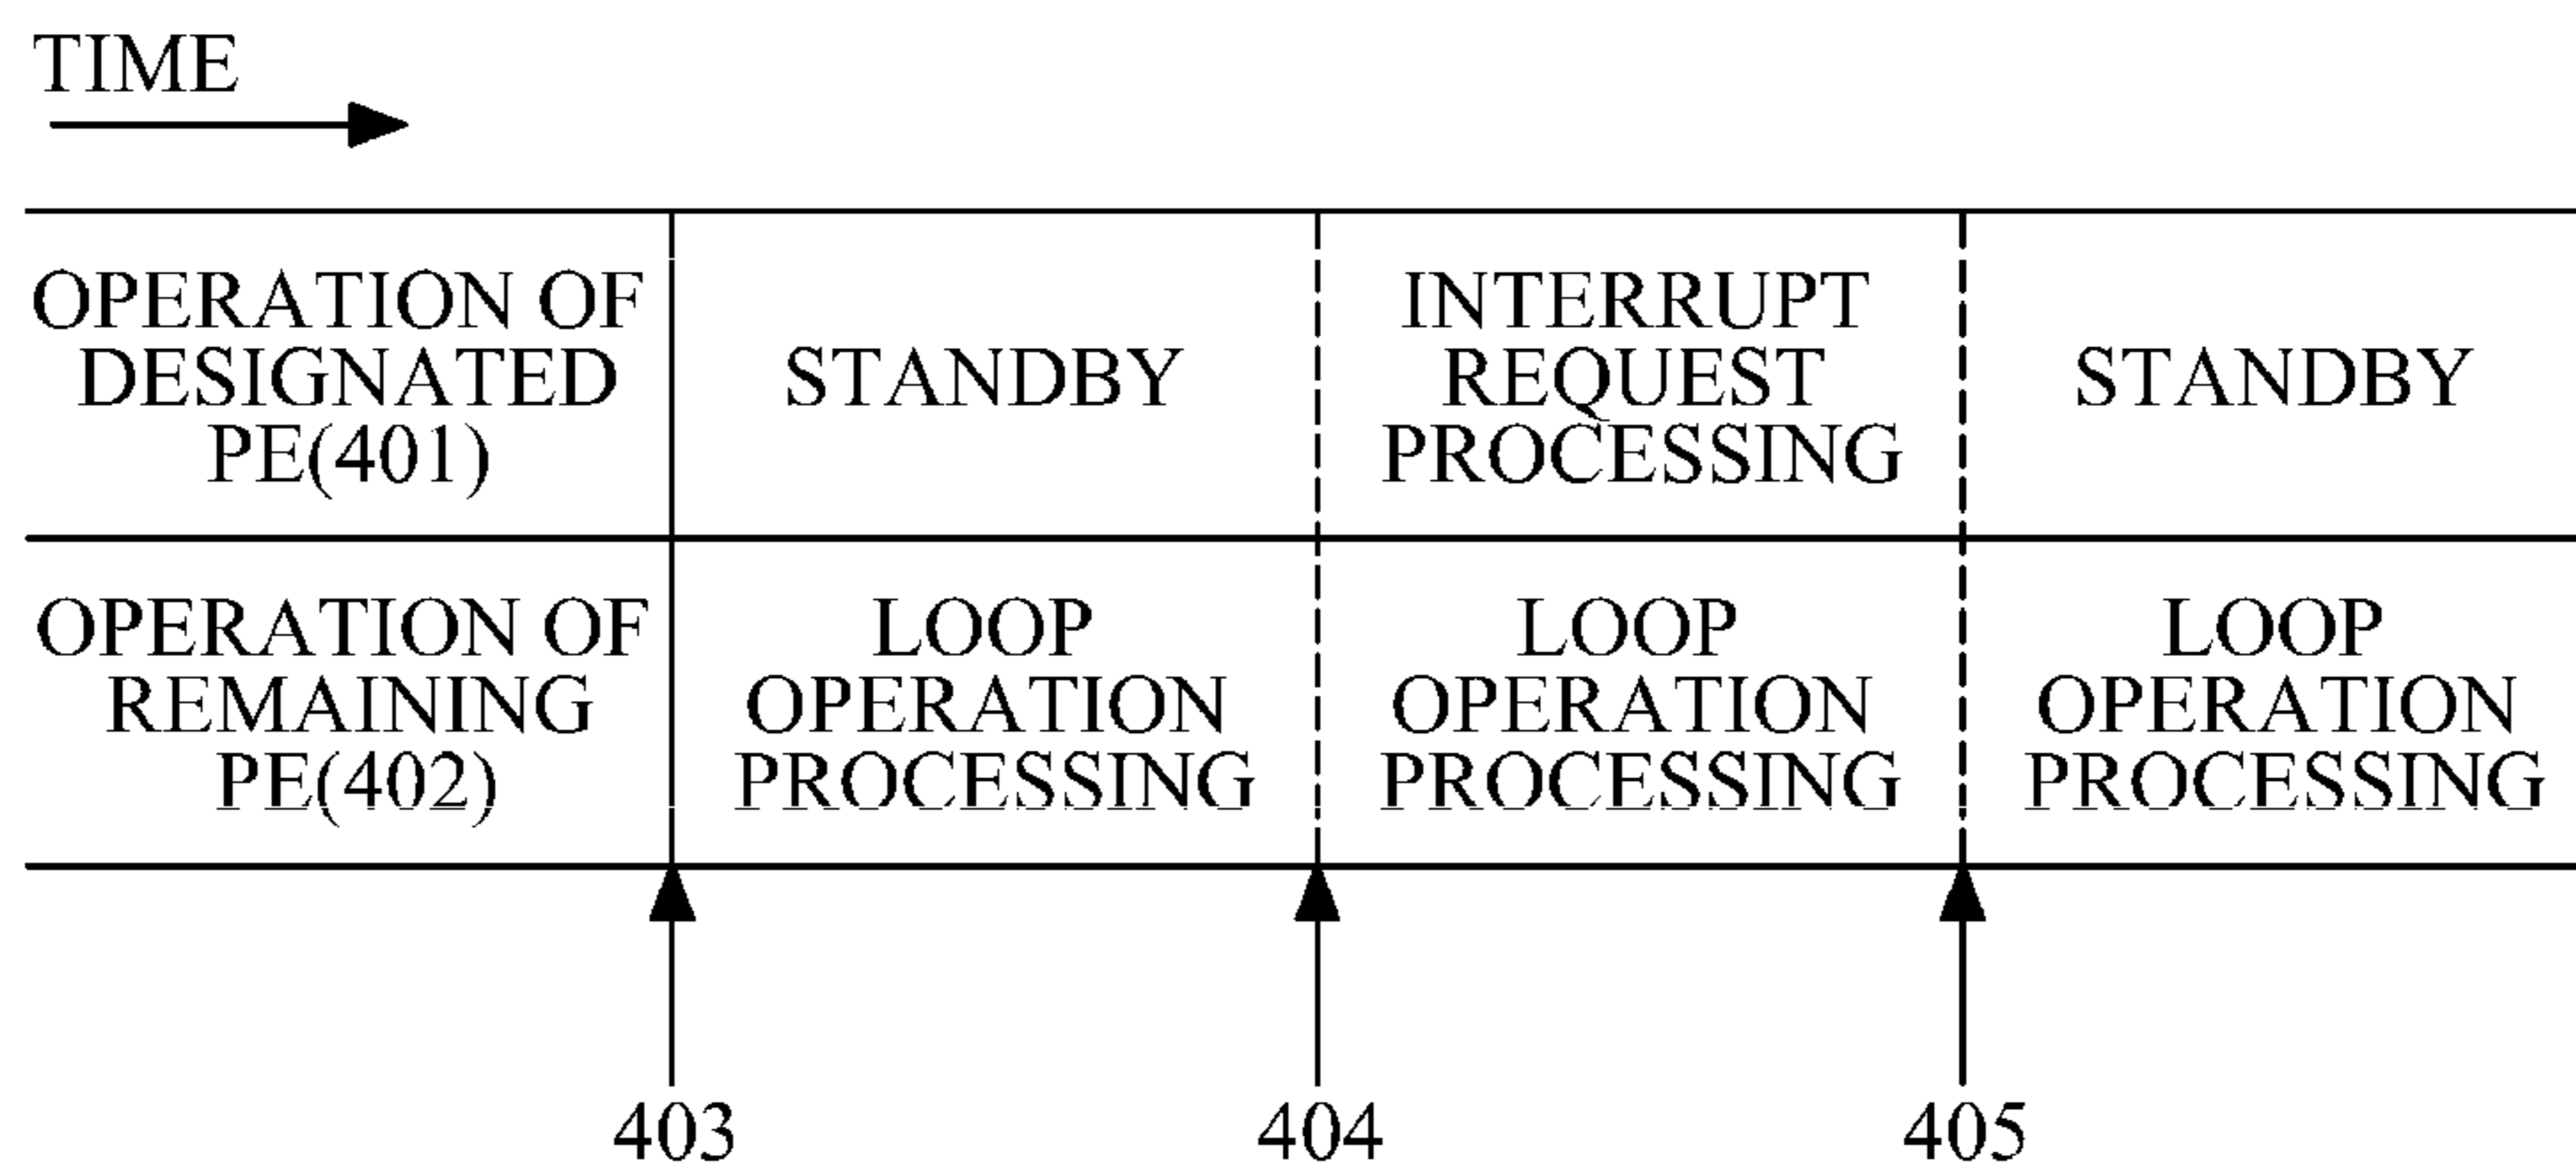 TIME
OPERATION OF
DESIGNATED
PE(401)
STANDBY
INTERRUPT
REQUEST
PROCESSING
STANDBY
OPERATION OF
REMAINING
PE(402)
LOOP
OPERATION
PROCESSING
LOOP
OPERATION
PROCESSING
LOOP
OPERATION
PROCESSING
403
404
405